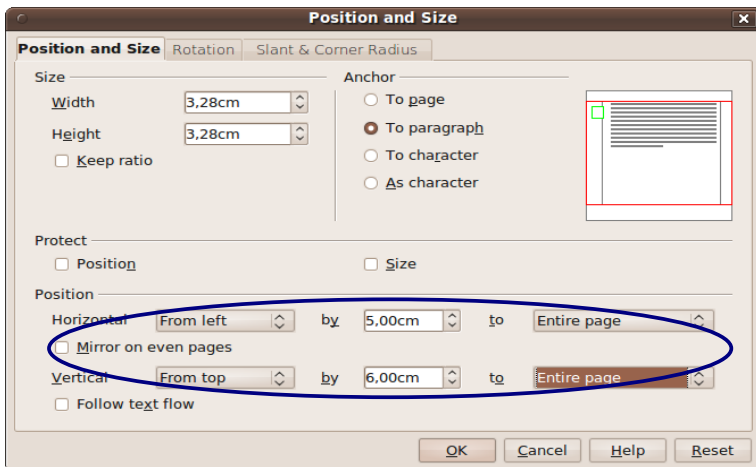 Position and Size
Position and Size Rotation Slant & Corner Radius
Size Anchor
Width 3,28cm To page
Height 3,28cm To paragraph
Keep ratio To character
As character
Protect
Position Size
Position
Horizontal From left by 5,00cm to Entire page
Mirror on even pages
Vertical From top by 6,00cm to Entire page
Follow text flow
OK Cancel Help Reset